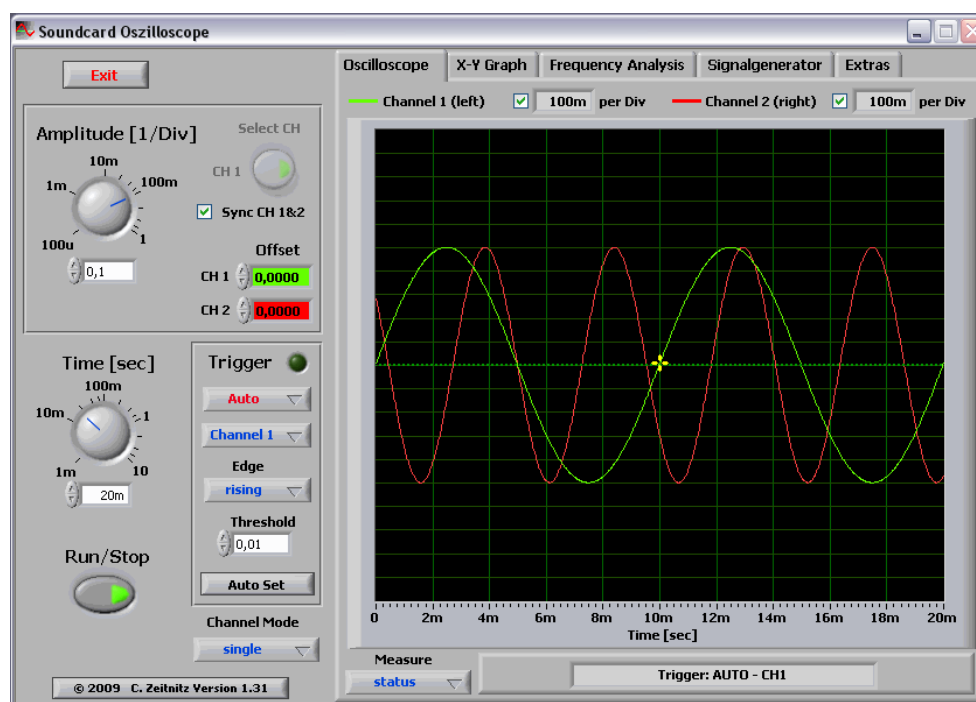 Soundcard Oszilloscope
Exit
Amplitude [1/Div]
Select CH
10m
1m
100m
CH 1
100u
1
Sync CH 1&2
0,1
Offset
CH 1 0,0000
CH 2 0,0000
Time [sec]
100m
10m
1
1m
10
20m
Run/Stop
Trigger
Auto
Channel 1
Edge
rising
Threshold
0,01
Auto Set
Channel Mode
single
© 2009 C. Zeitnitz Version 1.31
Oscilloscope X-Y Graph Frequency Analysis Signalgenerator Extras
Channel 1 (left) 100m per Div Channel 2 (right) 100m per Div
0 2m 4m 6m 8m 10m 12m 14m 16m 18m 20m
Time [sec]
Measure
status
Trigger: AUTO - CH1